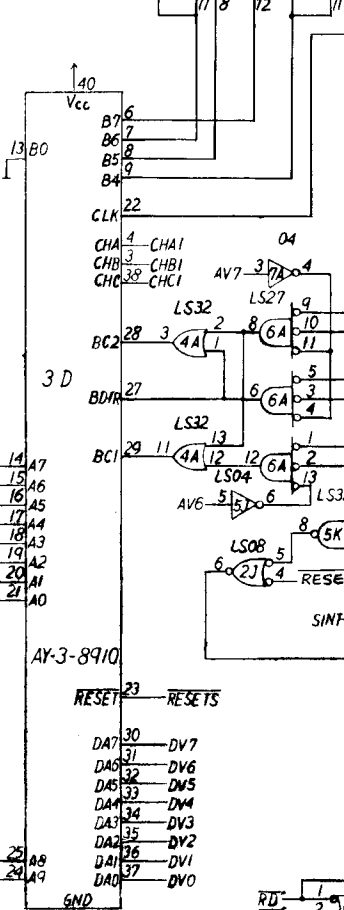 11 8 12 11
40
Vcc
B7 6
B6 7
13 B0
B5 8
B4 9
CLK 22
CHA 4 CHA1
CHB 3 CHB1
CHC 38 CHC1
04
AV7 3 7A 4
LS27
LS32
9
BC2 28 3 4A 2 8 6A 10
1 11
3D
5
BDIR 27 6 6A 3
4
LS32
13 1
BC1 29 11 4A 12 12 6A 2
LS04 13
14 A7
15 A6
16 A5
17 A4
18 A3
19 A2
20 A1
21 A0
AV6 5 5J 6
8 5K
LS08
6 2J 5
4 RESE
SINT
AY-3-8910
RESET 23 RESETS
DA7 30 DV7
DA6 31 DV6
DA5 32 DV5
DA4 33 DV4
DA3 34 DV3
DA2 35 DV2
DA1 36 DV1
DA0 37 DV0
25 A8
24 A9
GND
RD 1
2